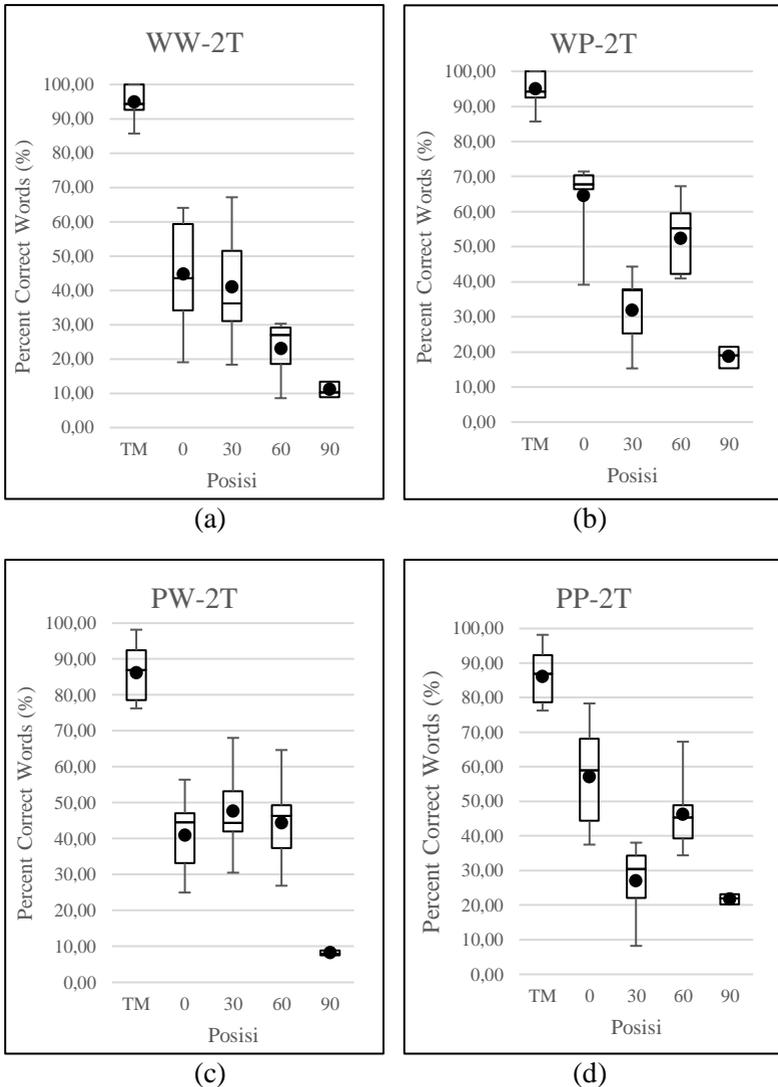 WW-2T
Percent Correct Words (%)
100,00
90,00
80,00
70,00
60,00
50,00
40,00
30,00
20,00
10,00
0,00
TM 0 30 60 90
Posisi
(a)
WP-2T
Percent Correct Words (%)
100,00
90,00
80,00
70,00
60,00
50,00
40,00
30,00
20,00
10,00
0,00
TM 0 30 60 90
Posisi
(b)
PW-2T
Percent Correct Words (%)
100,00
90,00
80,00
70,00
60,00
50,00
40,00
30,00
20,00
10,00
0,00
TM 0 30 60 90
Posisi
(c)
PP-2T
Percent Correct Words (%)
100,00
90,00
80,00
70,00
60,00
50,00
40,00
30,00
20,00
10,00
0,00
TM 0 30 60 90
Posisi
(d)